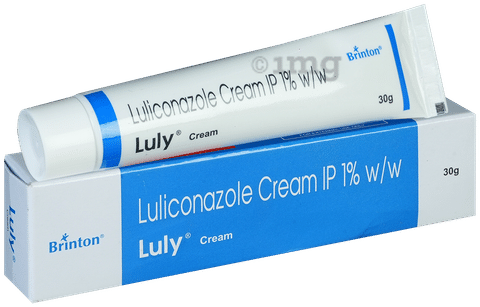 ©1mg
Brinton®
Luliconazole Cream IP 1% w/w
30g
Luly® Cream
Luliconazole Cream IP 1% w/w
30g
Luly®
Brinton®
Luly® Cream